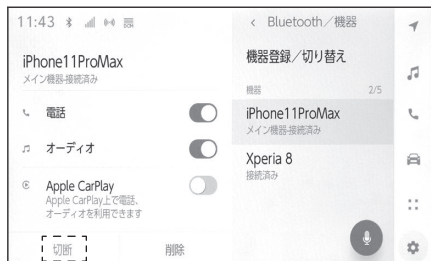 11:43
iPhone11ProMax
メイン機器-接続済み
電話
オーディオ
Apple CarPlay
Apple CarPlay上で電話、
オーディオを利用できます
切断
削除
< Bluetooth/機器
機器登録/切り替え
機器 2/5
iPhone11ProMax
メイン機器-接続済み
Xperia 8
接続済み